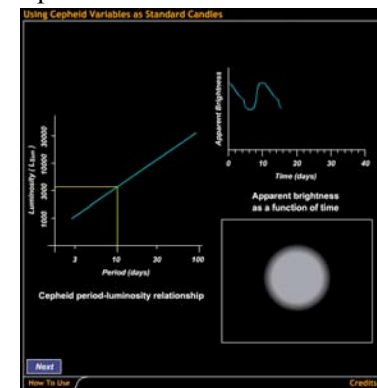 Using Cepheid Variables as Standard Candles
Apparent Brightness
0 10 20 30 40
Time (days)
Apparent brightness
as a function of time
Luminosity (LSun)
30000
10000
3000
1000
3 10 30 100
Period (days)
Cepheid period-luminosity relationship
Next
How To Use
Credits